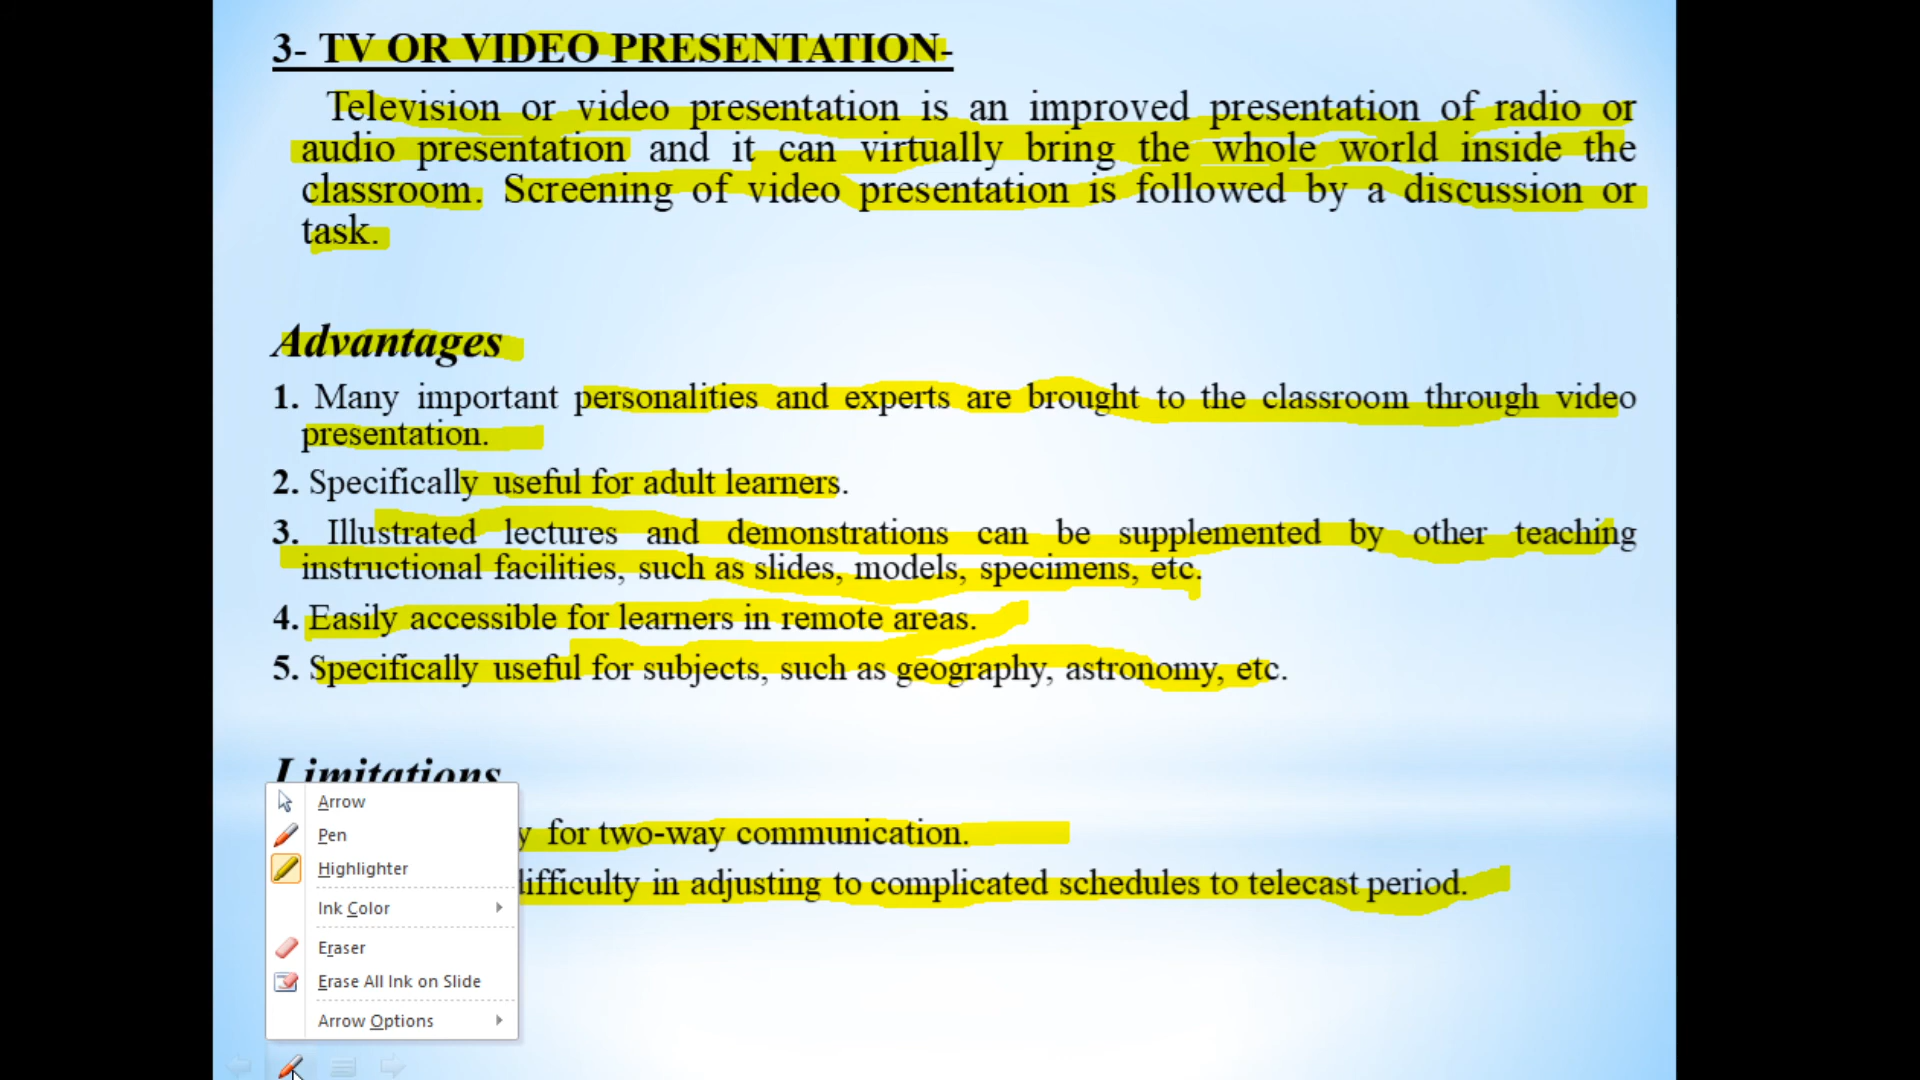 3- TV OR VIDEO PRESENTATION-
Television or video presentation is an improved presentation of radio or
audio presentation and it can virtually bring the whole world inside the
classroom. Screening of video presentation is followed by a discussion or
task.
Advantages
1. Many important personalities and experts are brought to the classroom through video
presentation.
2. Specifically useful for adult learners.
3. Illustrated lectures and demonstrations can be supplemented by other teaching
instructional facilities, such as slides, models, specimens, etc.
4. Easily accessible for learners in remote areas.
5. Specifically useful for subjects, such as geography, astronomy, etc.
Limitations
for two-way communication.
in adjusting to complicated schedules to telecast period.
Arrow
Pen
Highlighter
Ink Color
Eraser
Erase All Ink on Slide
Arrow Options